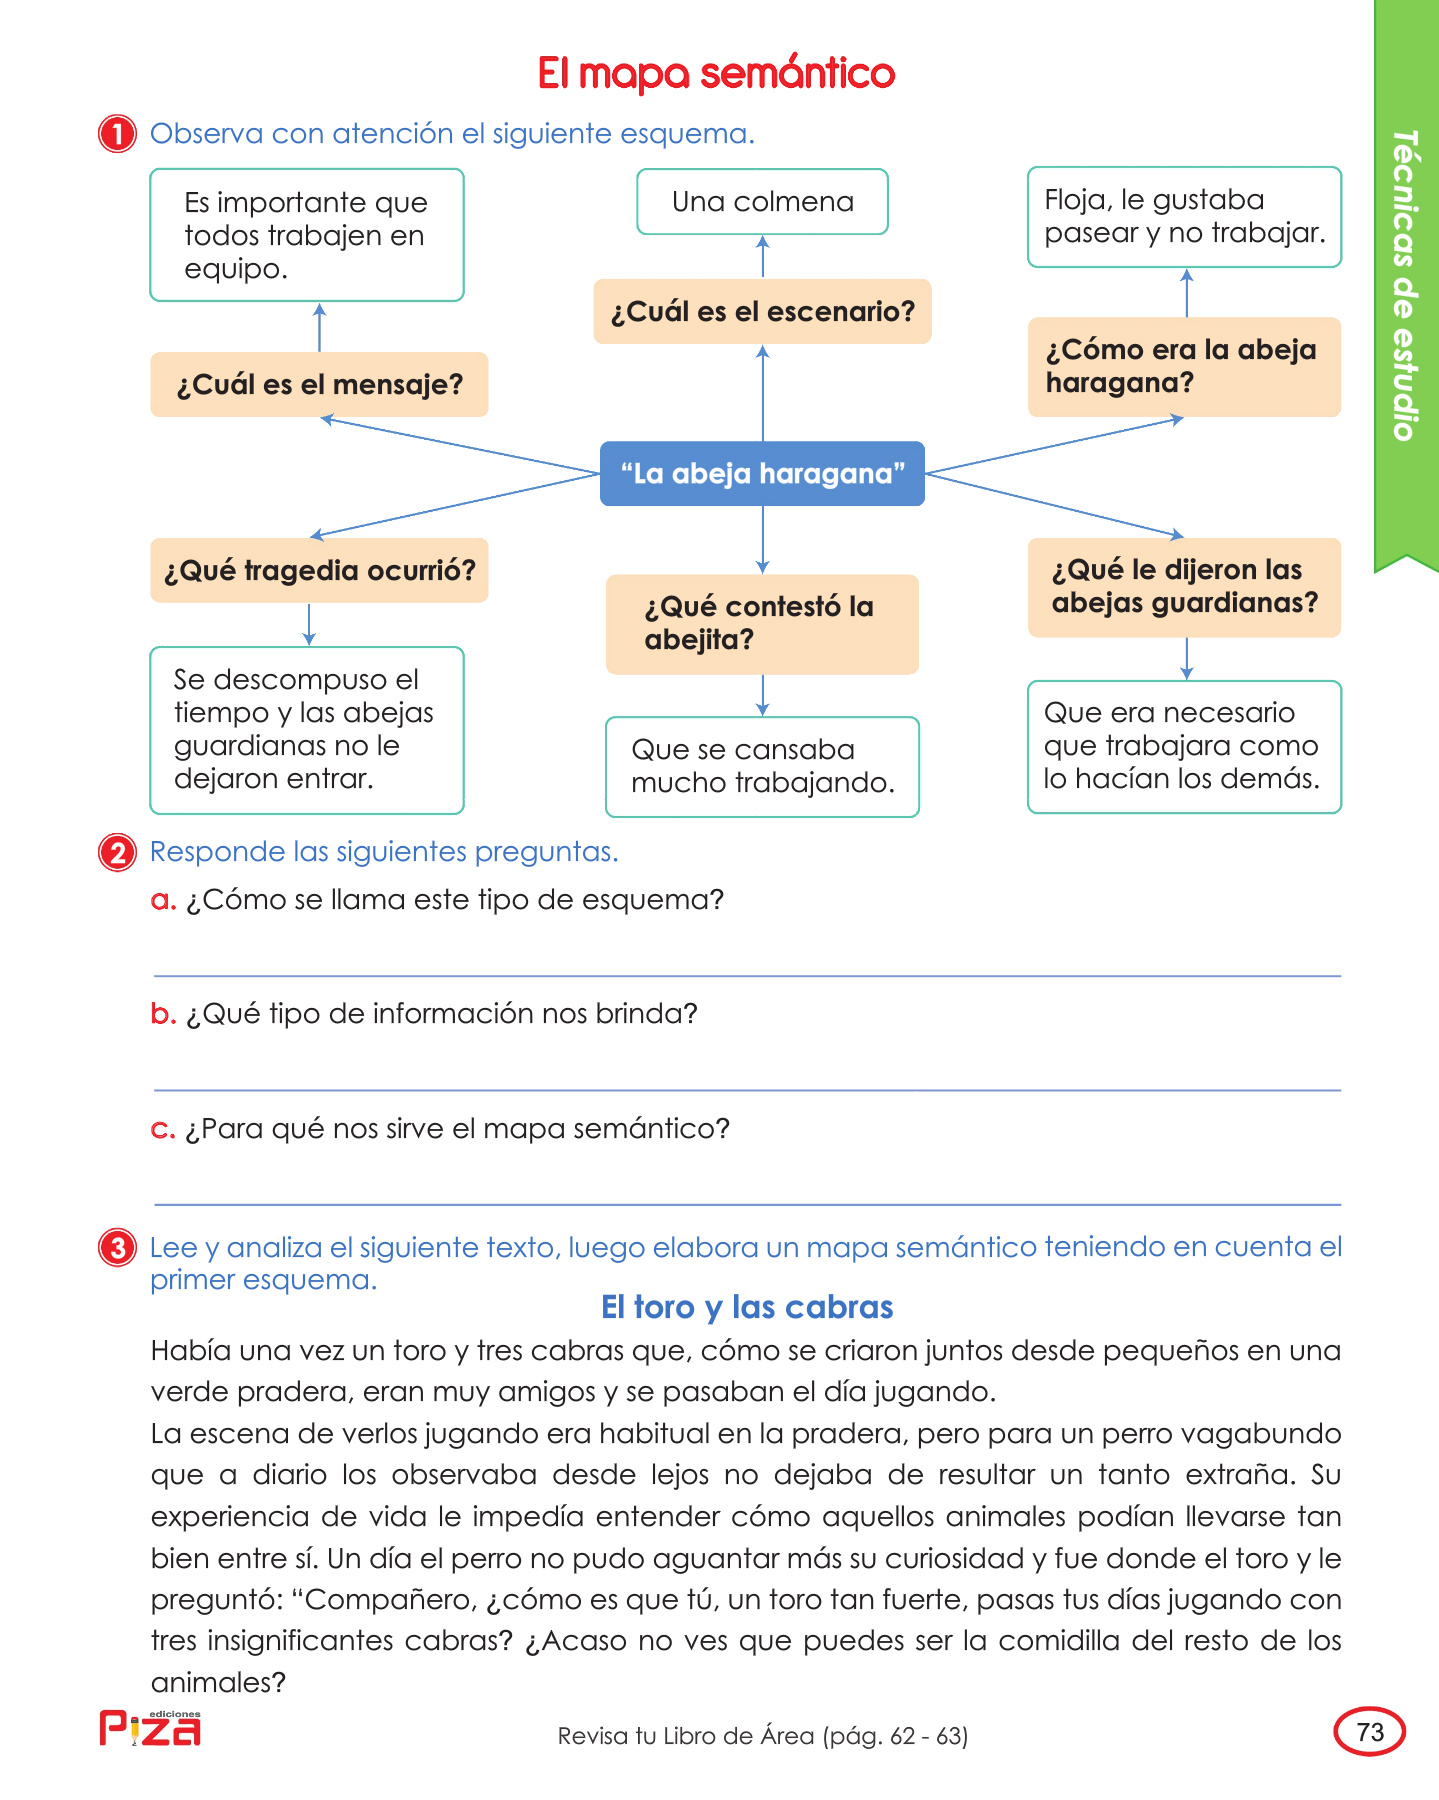 El mapa semántico
1 Observa con atención el siguiente esquema.
Es importante que
todos trabajen en
equipo.
Una colmena
Floja, le gustaba
pasear y no trabajar.
¿Cuál es el mensaje?
¿Cuál es el escenario?
¿Cómo era la abeja
haragana?
“La abeja haragana”
¿Qué tragedia ocurrió?
¿Qué contestó la
abejita?
¿Qué le dijeron las
abejas guardianas?
Se descompuso el
tiempo y las abejas
guardianas no le
dejaron entrar.
Que se cansaba
mucho trabajando.
Que era necesario
que trabajara como
lo hacían los demás.
Técnicas de estudio
2 Responde las siguientes preguntas.
a. ¿Cómo se llama este tipo de esquema?
b. ¿Qué tipo de información nos brinda?
c. ¿Para qué nos sirve el mapa semántico?
3 Lee y analiza el siguiente texto, luego elabora un mapa semántico teniendo en cuenta el
primer esquema.
El toro y las cabras
Había una vez un toro y tres cabras que, cómo se criaron juntos desde pequeños en una
verde pradera, eran muy amigos y se pasaban el día jugando.
La escena de verlos jugando era habitual en la pradera, pero para un perro vagabundo
que a diario los observaba desde lejos no dejaba de resultar un tanto extraña. Su
experiencia de vida le impedía entender cómo aquellos animales podían llevarse tan
bien entre sí. Un día el perro no pudo aguantar más su curiosidad y fue donde el toro y le
preguntó: “Compañero, ¿cómo es que tú, un toro tan fuerte, pasas tus días jugando con
tres insignificantes cabras? ¿Acaso no ves que puedes ser la comidilla del resto de los
animales?
ediciones
Piza
Revisa tu Libro de Área (pág. 62 - 63)
73